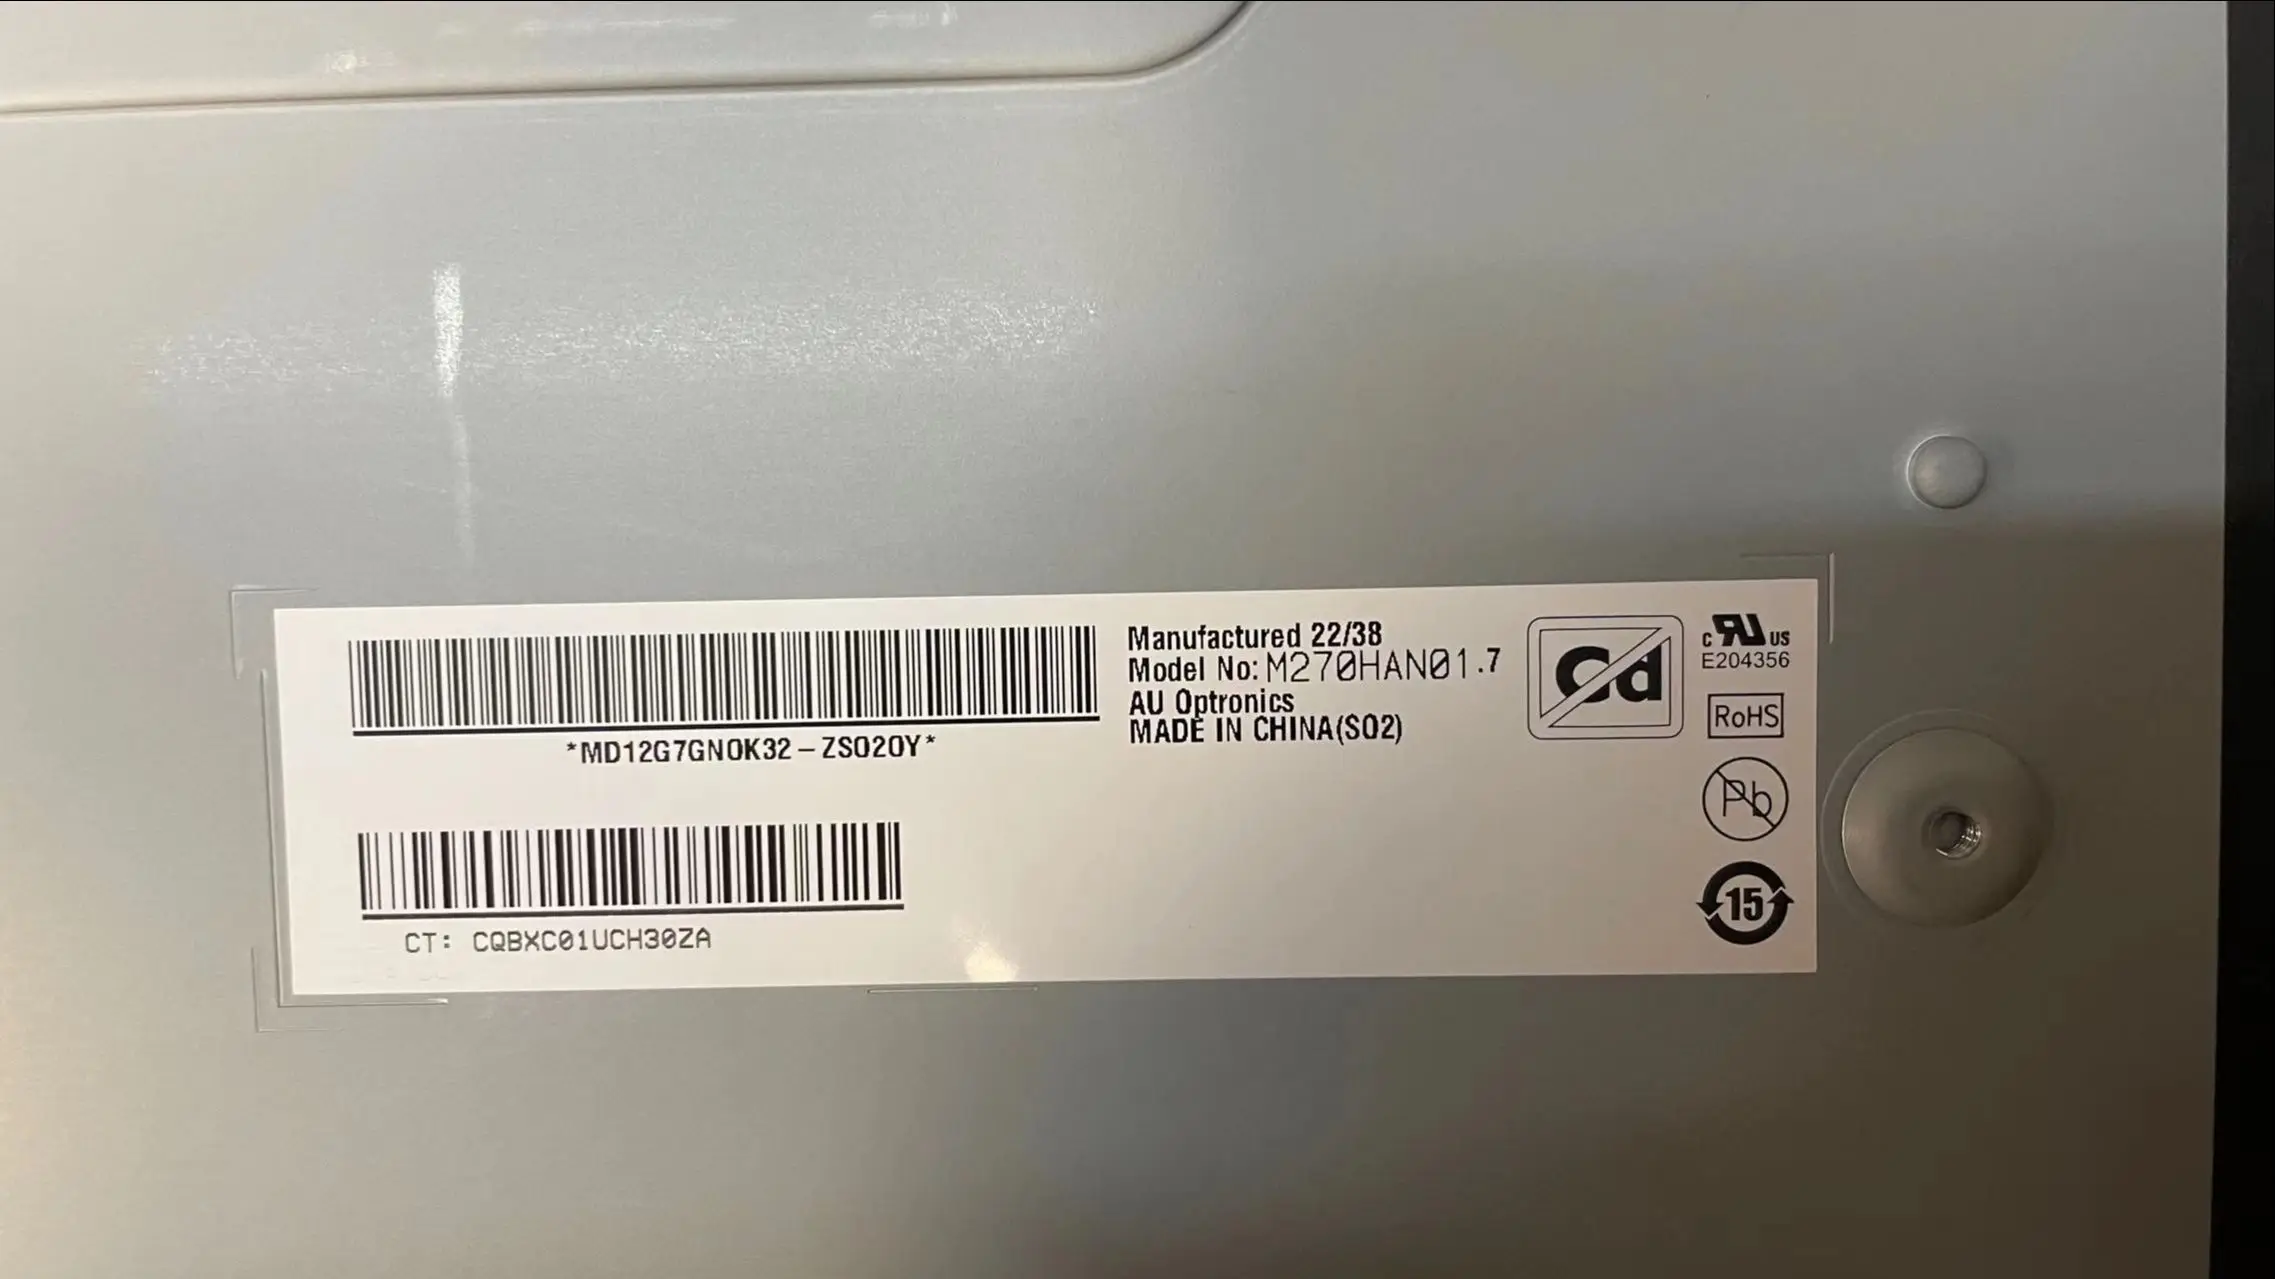 Manufactured 22/38
Model No: M270HAN01.7
AU Optronics
MADE IN CHINA(S02)
*MD12G7GN0K32-ZS020Y*
CT: CQBXC01UCH30ZA
Cd
c RU US
E204356
RoHS
Pb
15